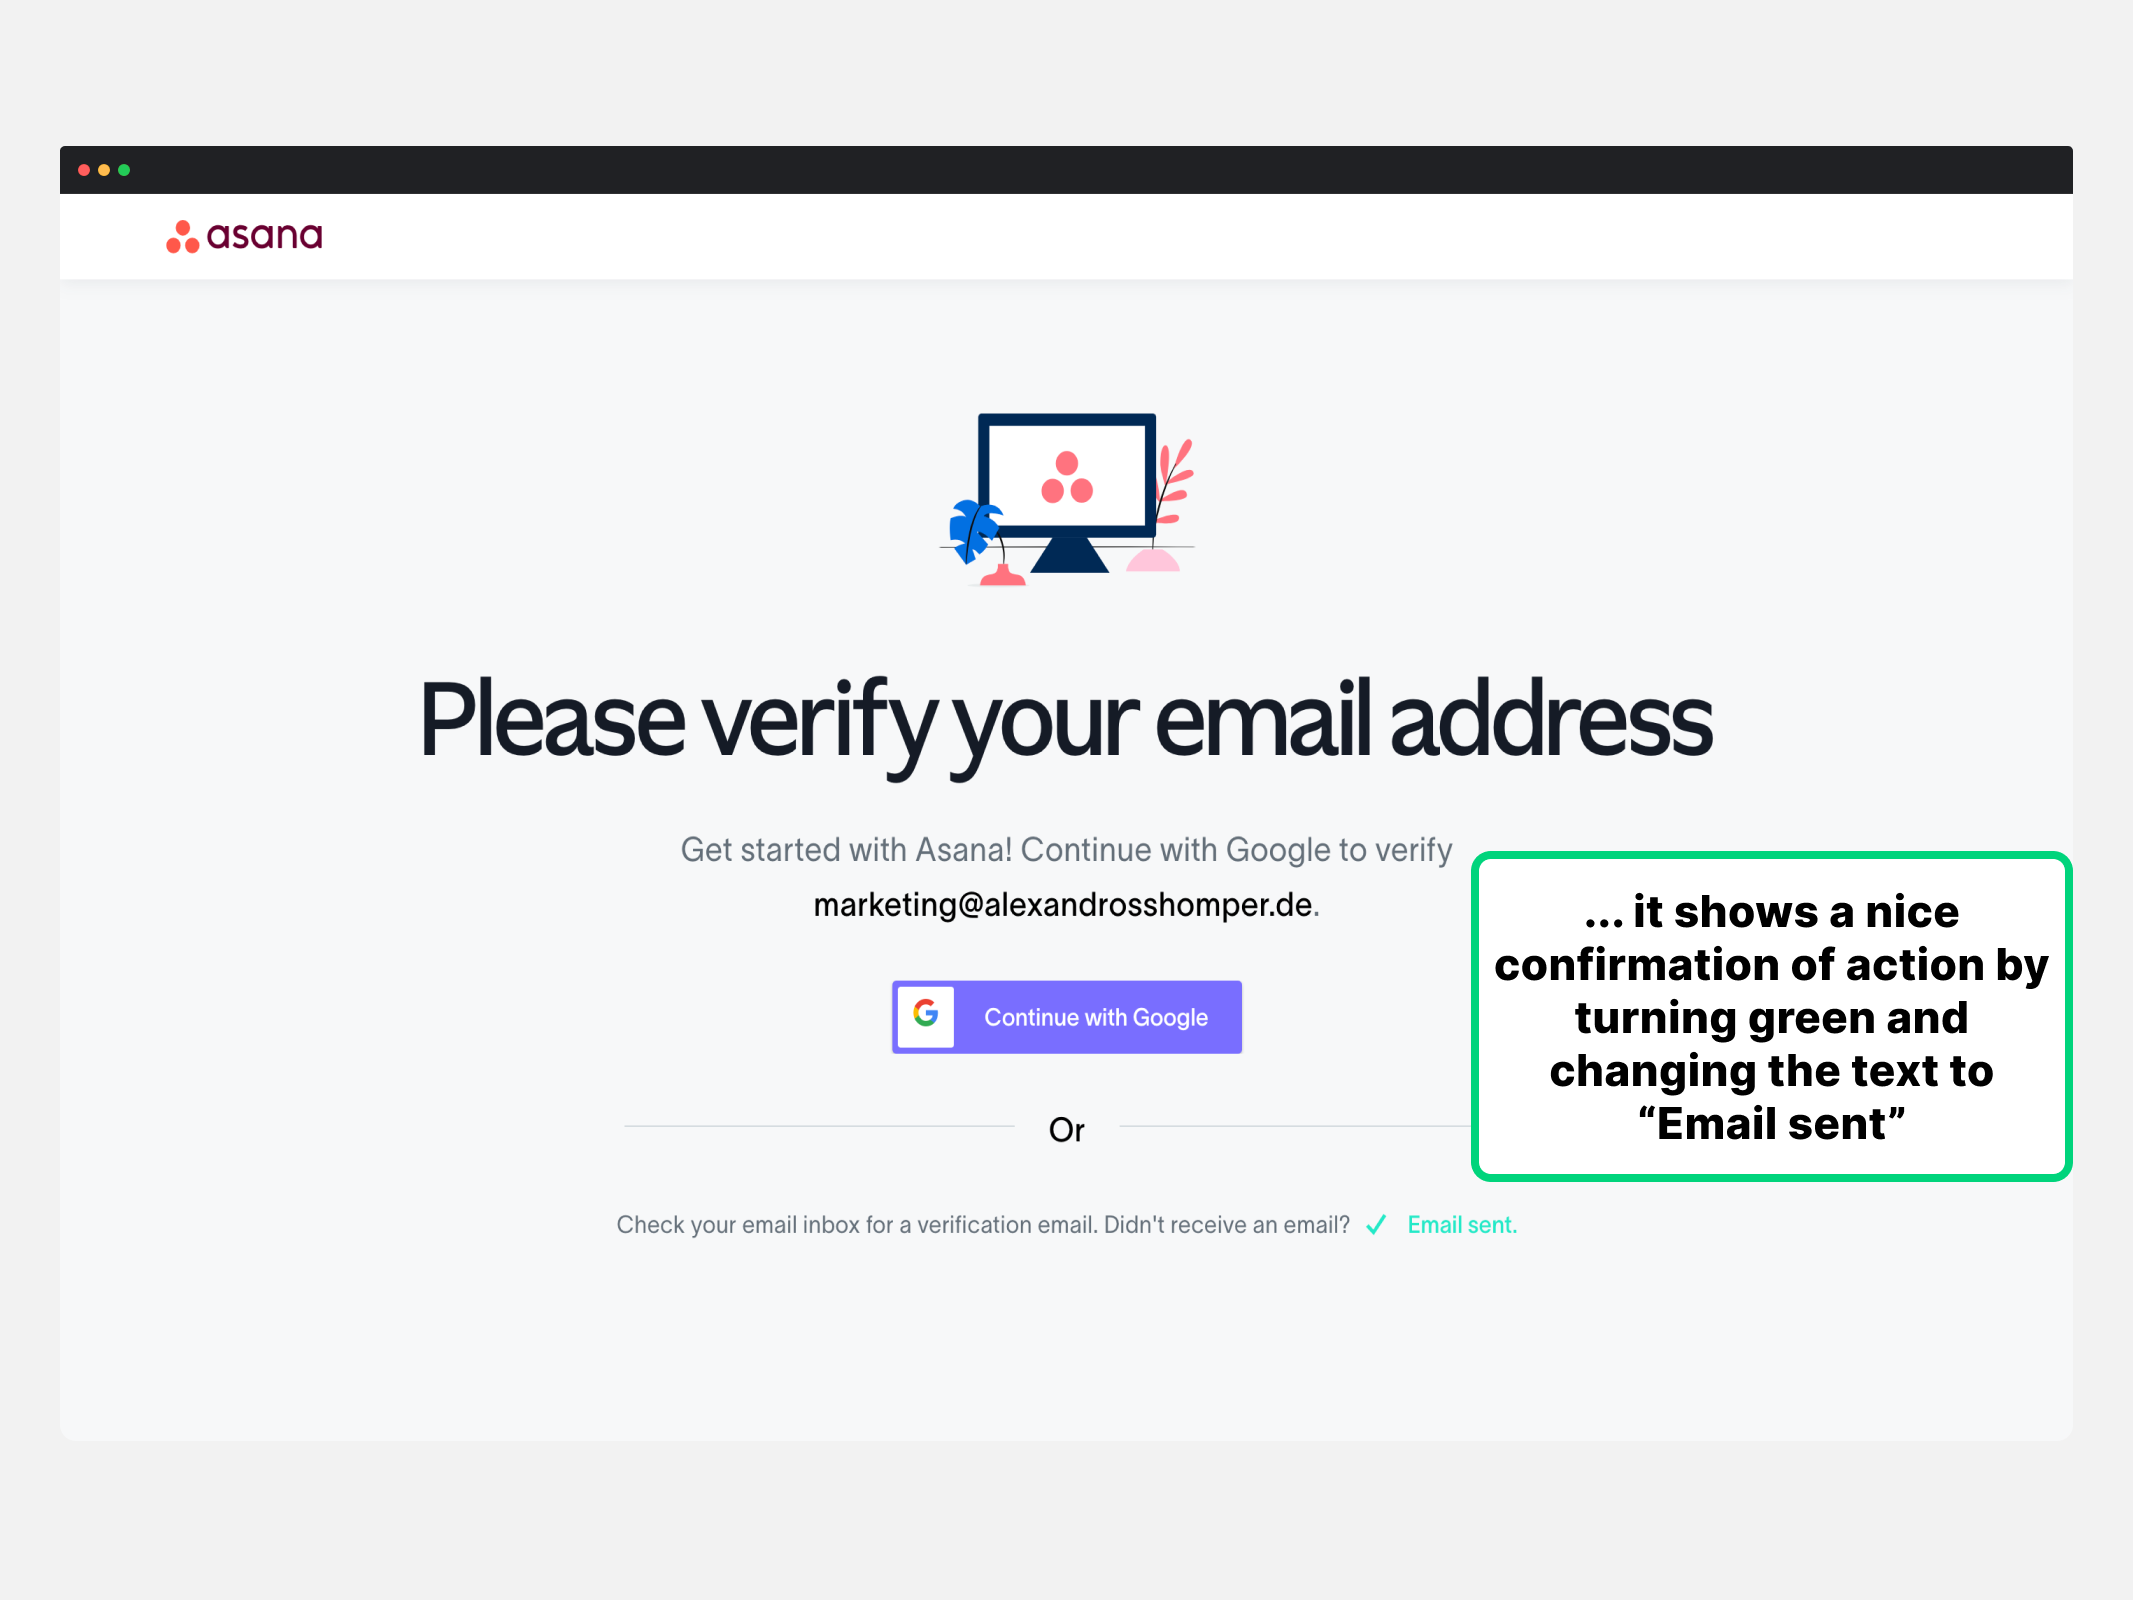 asana
Please verify your email address
Get started with Asana! Continue with Google to verify
marketing@alexandrosshomper.de.
... it shows a nice
confirmation of action by
turning green and
changing the text to
“Email sent”
Continue with Google
Or
Check your email inbox for a verification email. Didn't receive an email? ✓ Email sent.